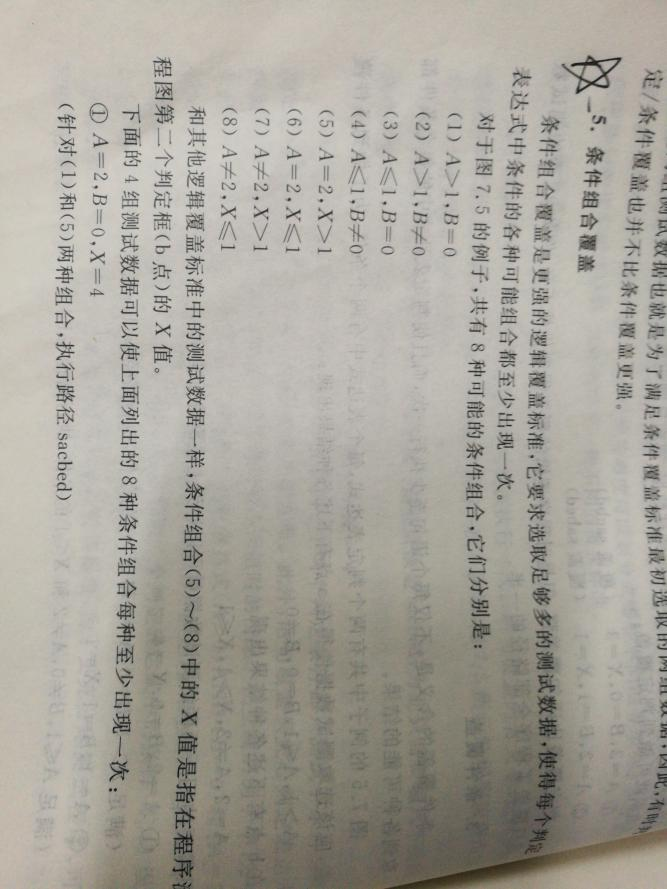 测试数据也就是为了满足条件覆盖标准最初选取的两组数据,因此,有时
定/条件覆盖也并不比条件覆盖更强。
5. 条件组合覆盖
条件组合覆盖是更强的逻辑覆盖标准,它要求选取足够多的测试数据,使得每个判定
表达式中条件的各种可能组合都至少出现一次。
对于图 7.5 的例子,共有 8 种可能的条件组合,它们分别是:
(1) A>1,B=0
(2) A>1,B≠0
(3) A≤1,B=0
(4) A≤1,B≠0
(5) A=2,X>1
(6) A=2,X≤1
(7) A≠2,X>1
(8) A≠2,X≤1
和其他逻辑覆盖标准中的测试数据一样,条件组合(5)~(8)中的 X 值是指在程序流
程图第二个判定框(b 点)的 X 值。
下面的 4 组测试数据可以使上面列出的 8 种条件组合每种至少出现一次:
① A=2,B=0,X=4
(针对(1)和(5)两种组合,执行路径 sacbed)